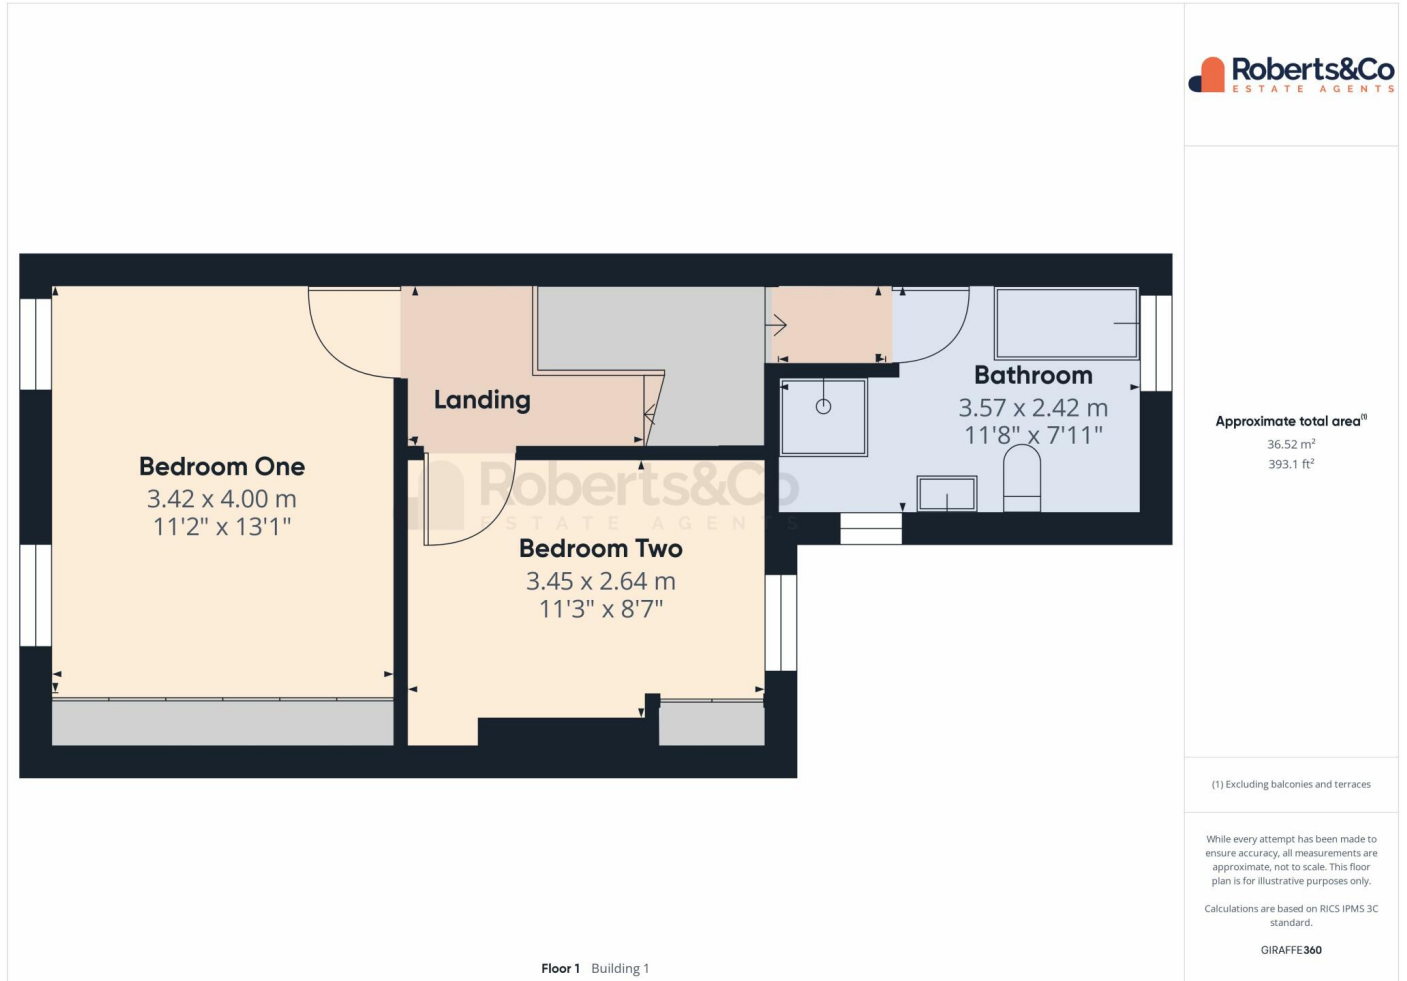 Roberts&Co
ESTATE AGENTS
Landing
Bathroom
3.57 x 2.42 m
11'8" x 7'11"
Bedroom One
3.42 x 4.00 m
11'2" x 13'1"
Roberts&Co
ESTATE AGENTS
Bedroom Two
3.45 x 2.64 m
11'3" x 8'7"
Approximate total area(1)
36.52 m²
393.1 ft²
(1) Excluding balconies and terraces
While every attempt has been made to
ensure accuracy, all measurements are
approximate, not to scale. This floor
plan is for illustrative purposes only.
Calculations are based on RICS IPMS 3C
standard.
GIRAFFE360
Floor 1 Building 1